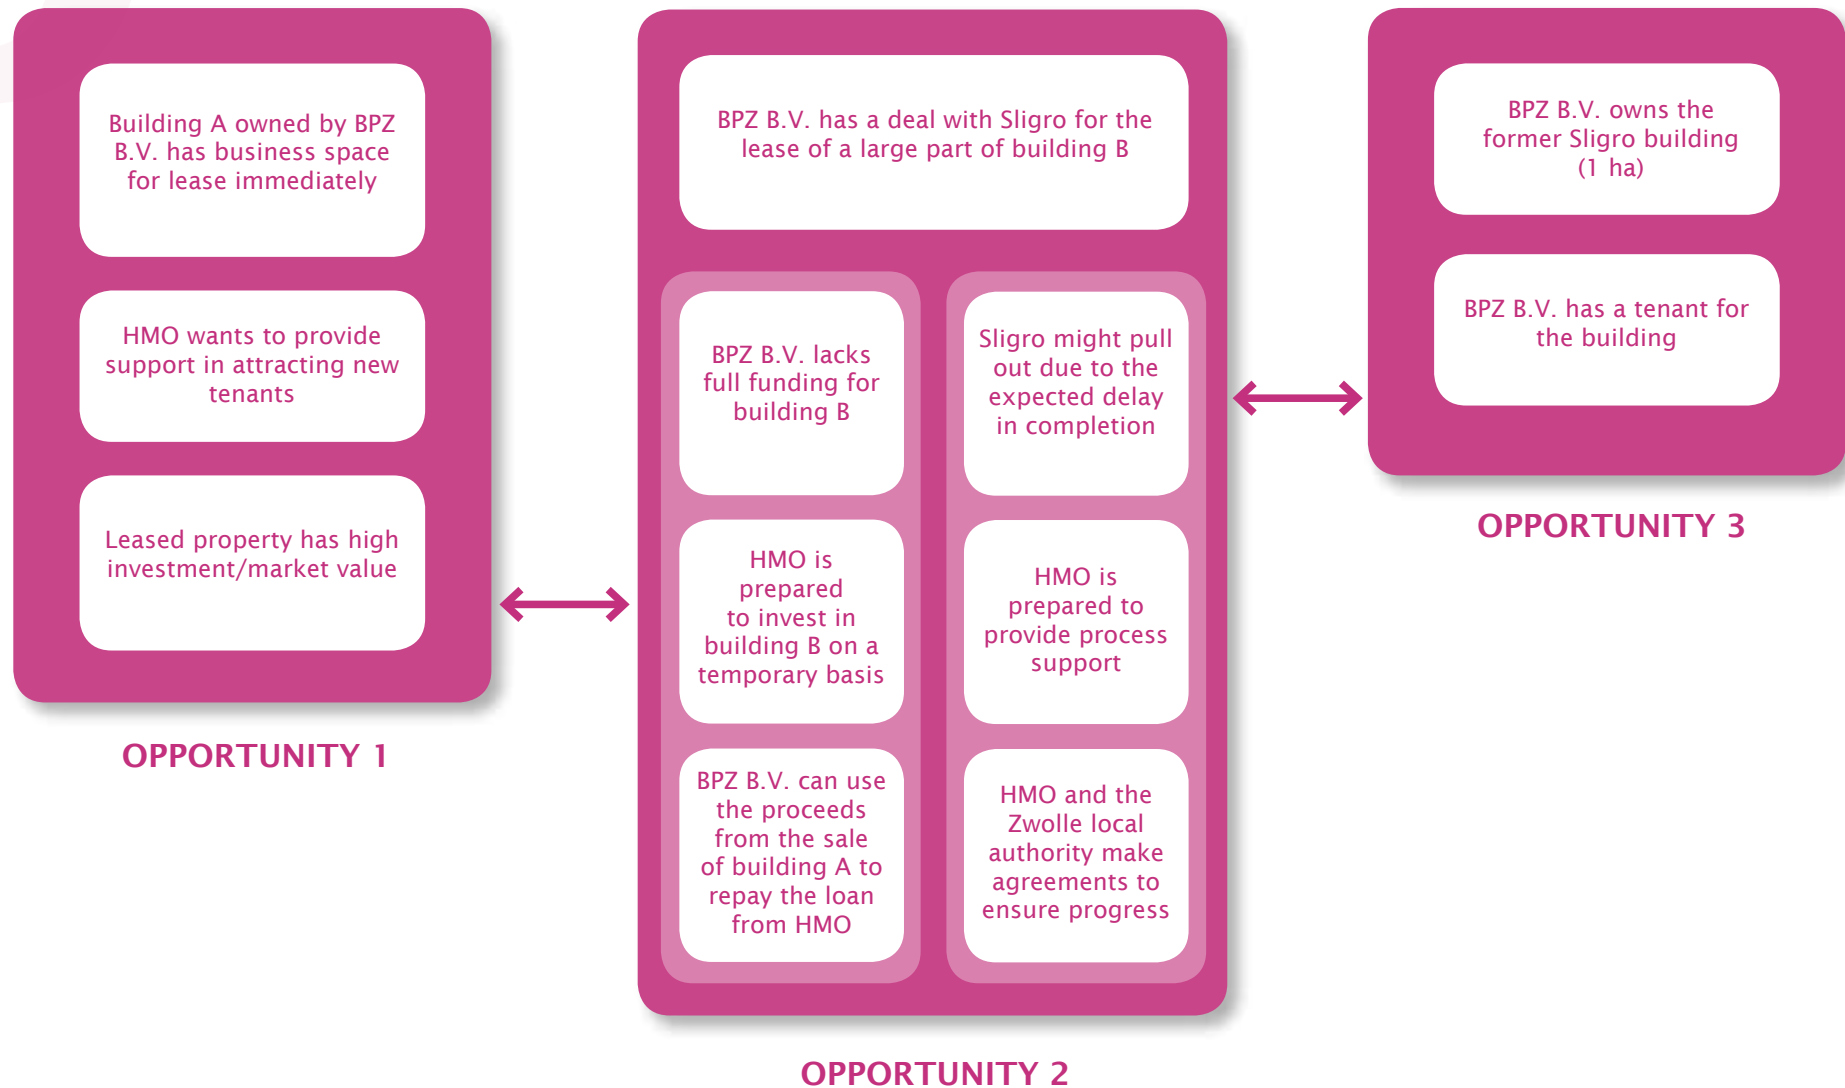 Building A owned by BPZ
B.V. has business space
for lease immediately
HMO wants to provide
support in attracting new
tenants
Leased property has high
investment/market value
OPPORTUNITY 1
BPZ B.V. has a deal with Sligro for the
lease of a large part of building B
BPZ B.V. lacks
full funding for
building B
HMO is
prepared
to invest in
building B on a
temporary basis
BPZ B.V. can use
the proceeds
from the sale
of building A to
repay the loan
from HMO
Sligro might pull
out due to the
expected delay
in completion
HMO is
prepared to
provide process
support
HMO and the
Zwolle local
authority make
agreements to
ensure progress
OPPORTUNITY 2
BPZ B.V. owns the
former Sligro building
(1 ha)
BPZ B.V. has a tenant for
the building
OPPORTUNITY 3